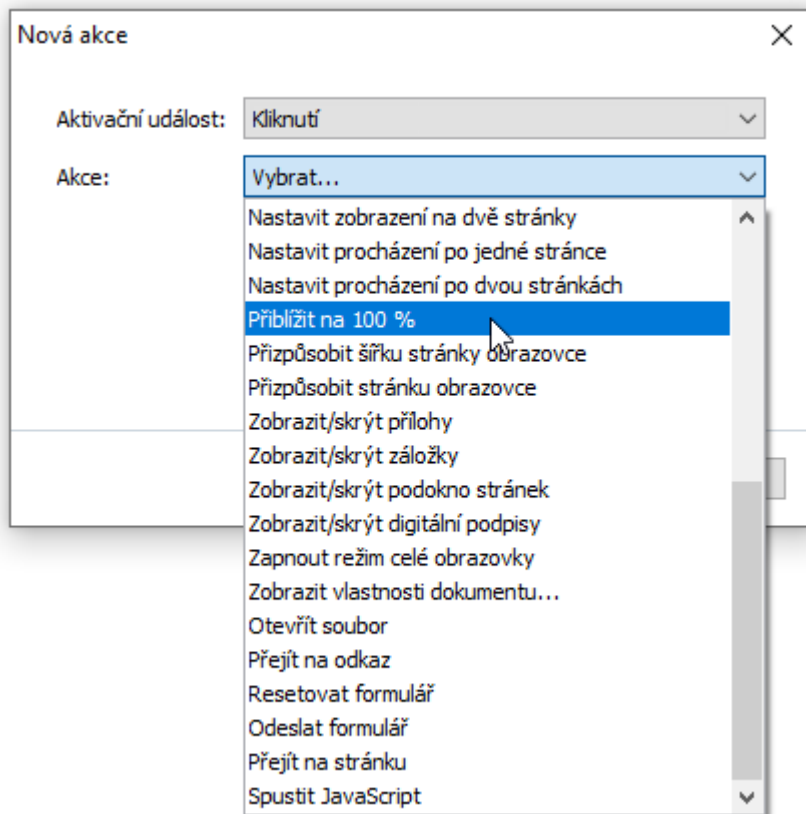 Nová akce
Aktivační událost: Kliknutí
Akce: Vybrat...
Nastavit zobrazení na dvě stránky
Nastavit procházení po jedné stránce
Nastavit procházení po dvou stránkách
Přiblížit na 100 %
Přizpůsobit šířku stránky obrazovce
Přizpůsobit stránku obrazovce
Zobrazit/skrýt přílohy
Zobrazit/skrýt záložky
Zobrazit/skrýt podokno stránek
Zobrazit/skrýt digitální podpisy
Zapnout režim celé obrazovky
Zobrazit vlastnosti dokumentu...
Otevřít soubor
Přejít na odkaz
Resetovat formulář
Odeslat formulář
Přejít na stránku
Spustit JavaScript